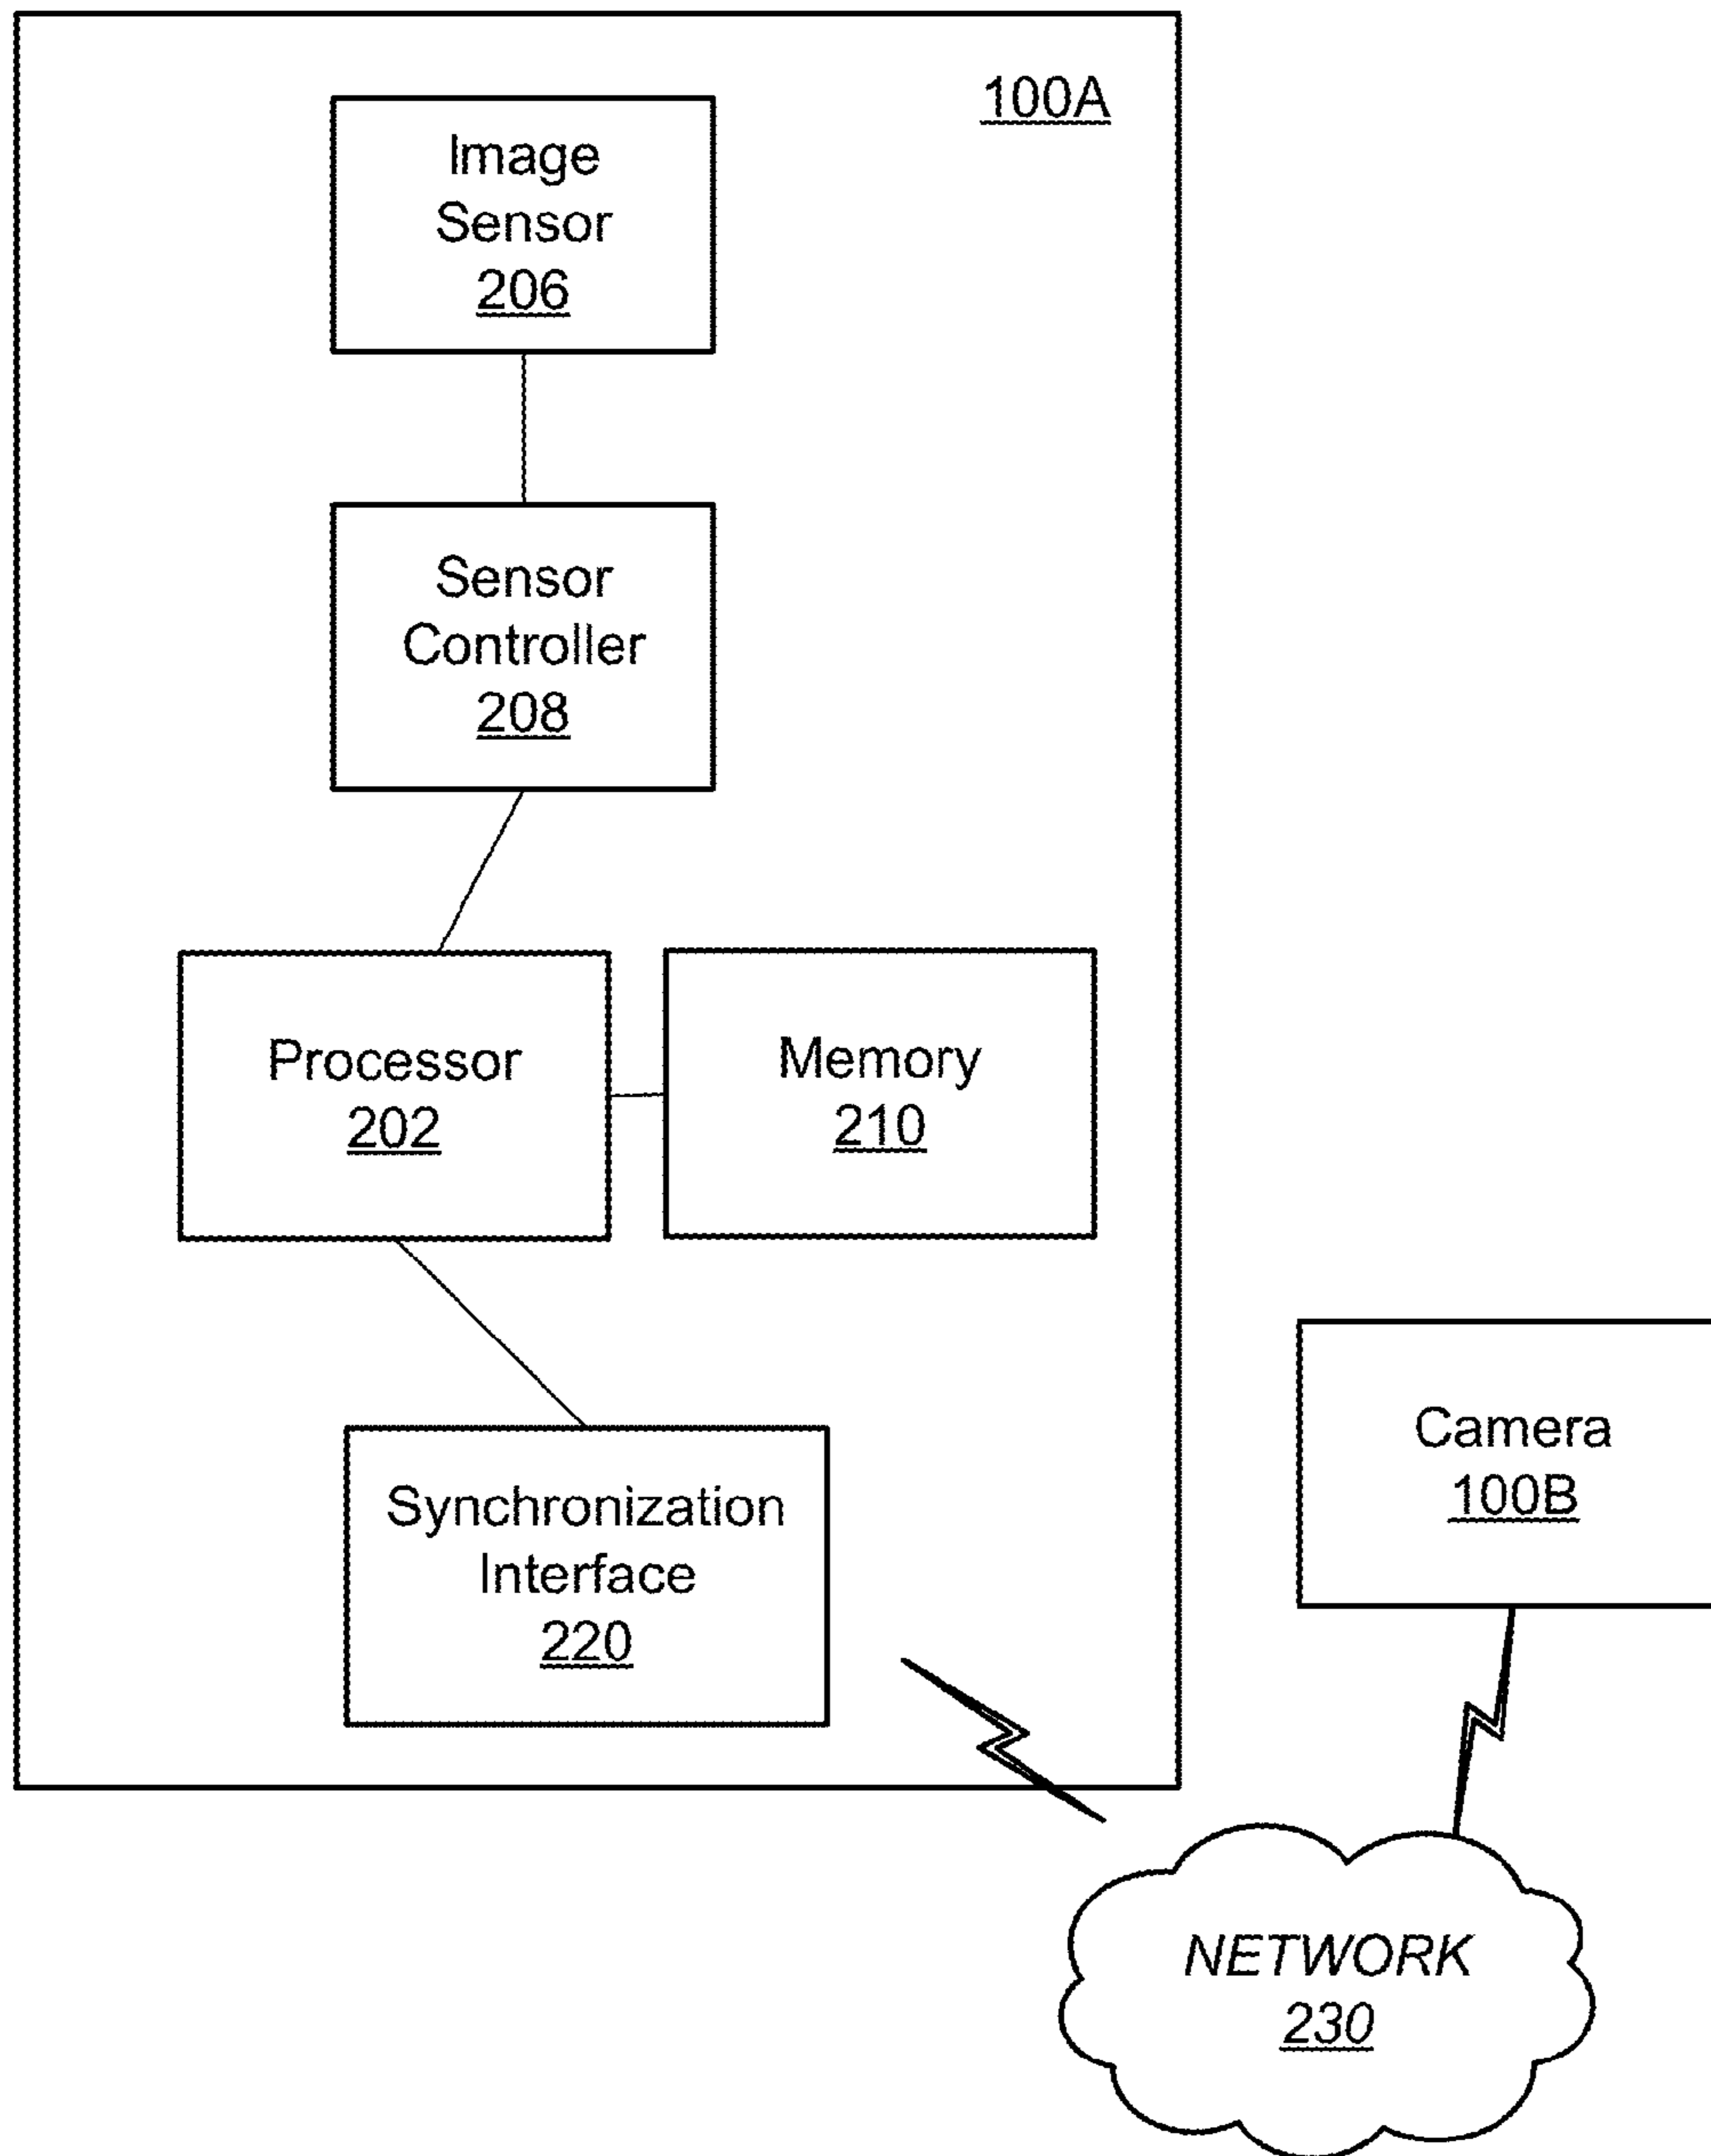 100A
Image
Sensor
206
Sensor
Controller
208
Processor
202
Memory
210
Synchronization
Interface
220
Camera
100B
NETWORK
230